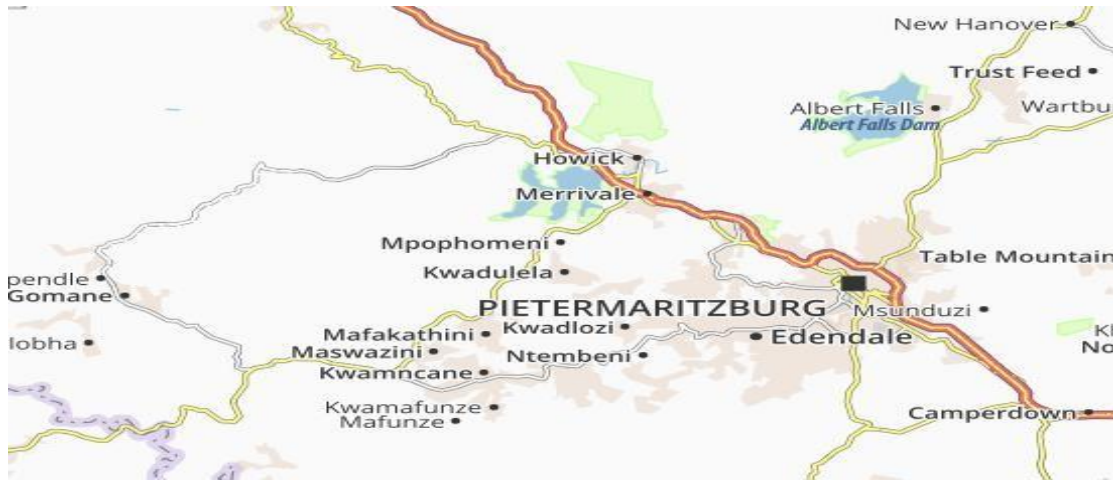 New Hanover
Trust Feed
Albert Falls
Wartbu
Albert Falls Dam
Howick
Merrivale
Mpophomeni
Table Mountain
Kwadulela
pendle
Gomane
PIETERMARITZBURG
Msunduzi
Kwadlozi
Mafakathini
Edendale
lobha
Maswazini
Ntembeni
No
Kwamncane
Kwamafunze
Camperdown
Mafunze